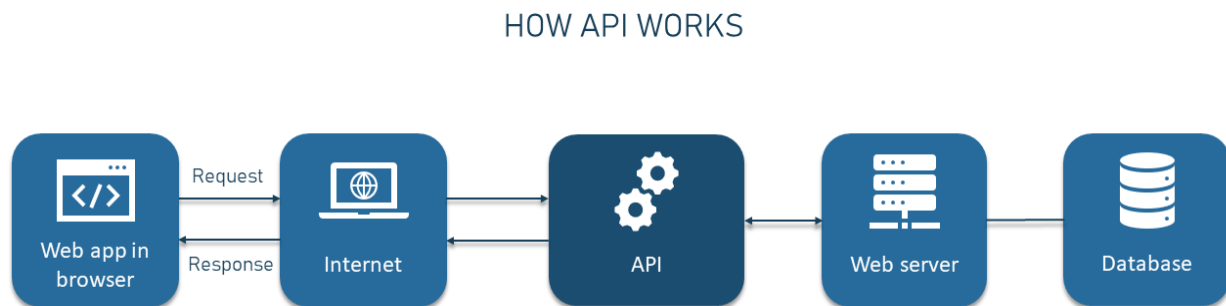 HOW API WORKS
Request
Response
</>
Web app in
browser
Internet
API
Web server
Database